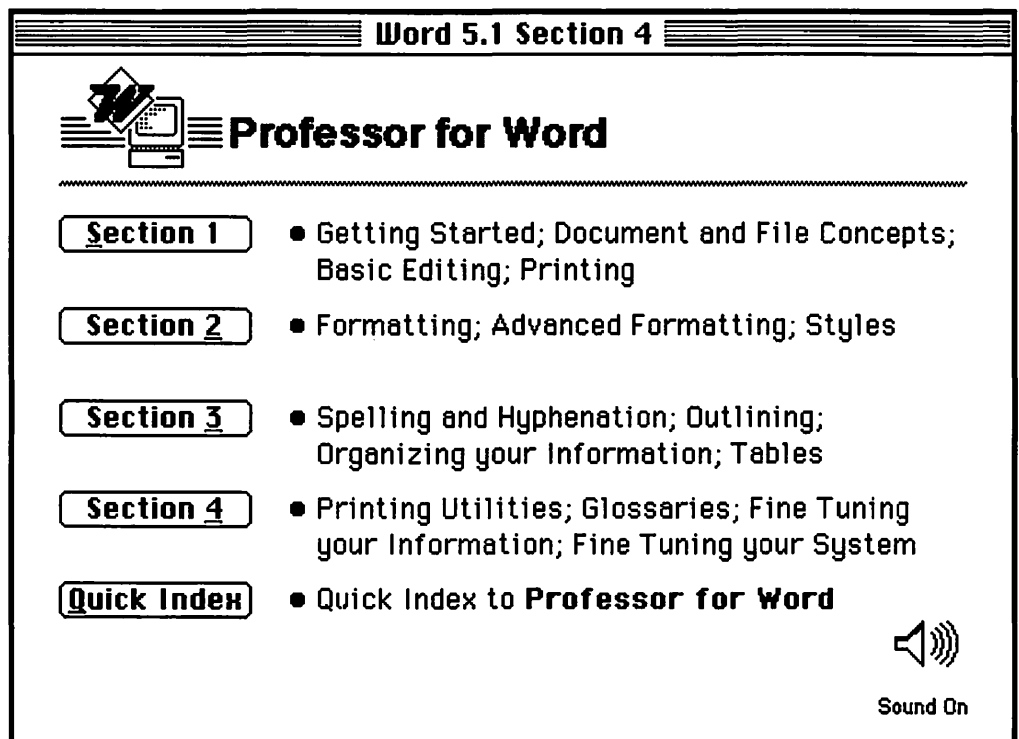 Word 5.1 Section 4
W
Professor for Word
Section 1
• Getting Started; Document and File Concepts;
Basic Editing; Printing
Section 2
• Formatting; Advanced Formatting; Styles
Section 3
• Spelling and Hyphenation; Outlining;
Organizing your Information; Tables
Section 4
• Printing Utilities; Glossaries; Fine Tuning
your Information; Fine Tuning your System
Quick Index
• Quick Index to Professor for Word
Sound On